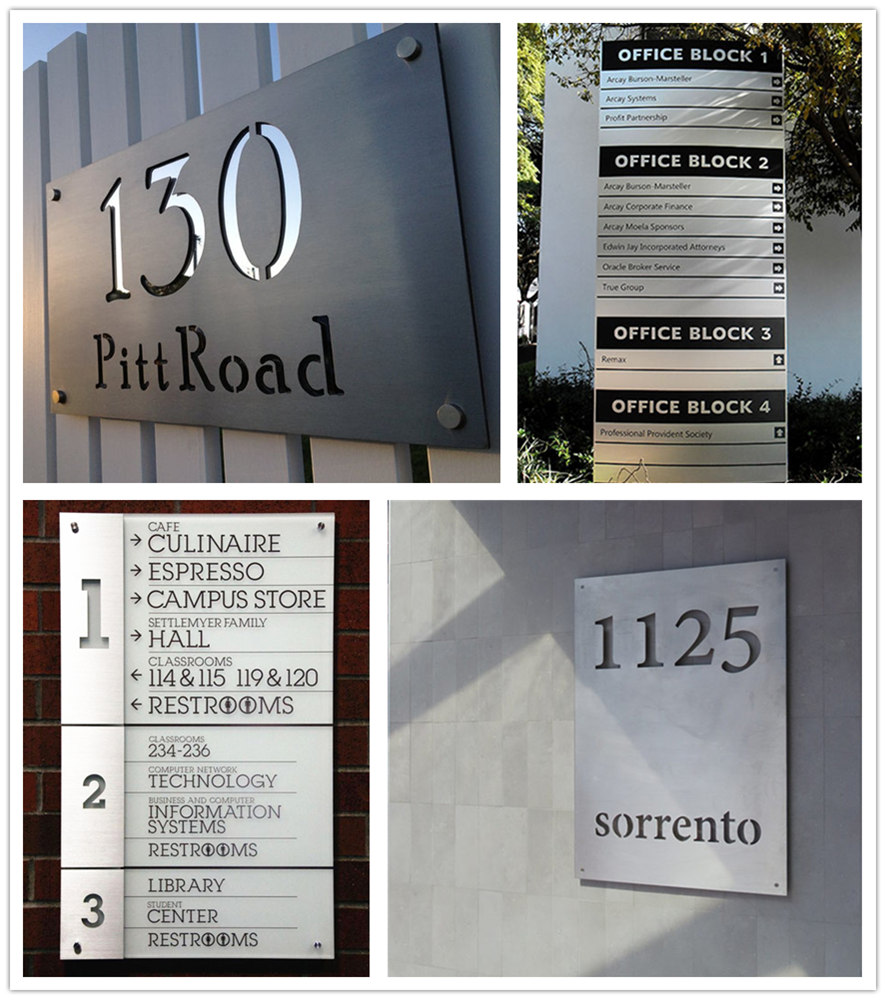 130
PittRoad
OFFICE BLOCK 1
Arcay Burson-Marsteller
Arcay Systems
Profit Partnership
OFFICE BLOCK 2
Arcay Burson-Marsteller
Arcay Corporate Finance
Arcay Moela Sponsors
Edwin Jay Incorporated Attorneys
Oracle Broker Service
True Group
OFFICE BLOCK 3
Remax
OFFICE BLOCK 4
Professional Provident Society
1
CAFE
CULINAIRE
ESPRESSO
CAMPUS STORE
SETTLEMYER FAMILY
HALL
CLASSROOMS
114 & 115 119 & 120
RESTROOMS
2
CLASSROOMS
234-236
COMPUTER NETWORK
TECHNOLOGY
BUSINESS AND COMPUTER
INFORMATION
SYSTEMS
RESTROOMS
3
LIBRARY
STUDENT
CENTER
RESTROOMS
1125
sorrento